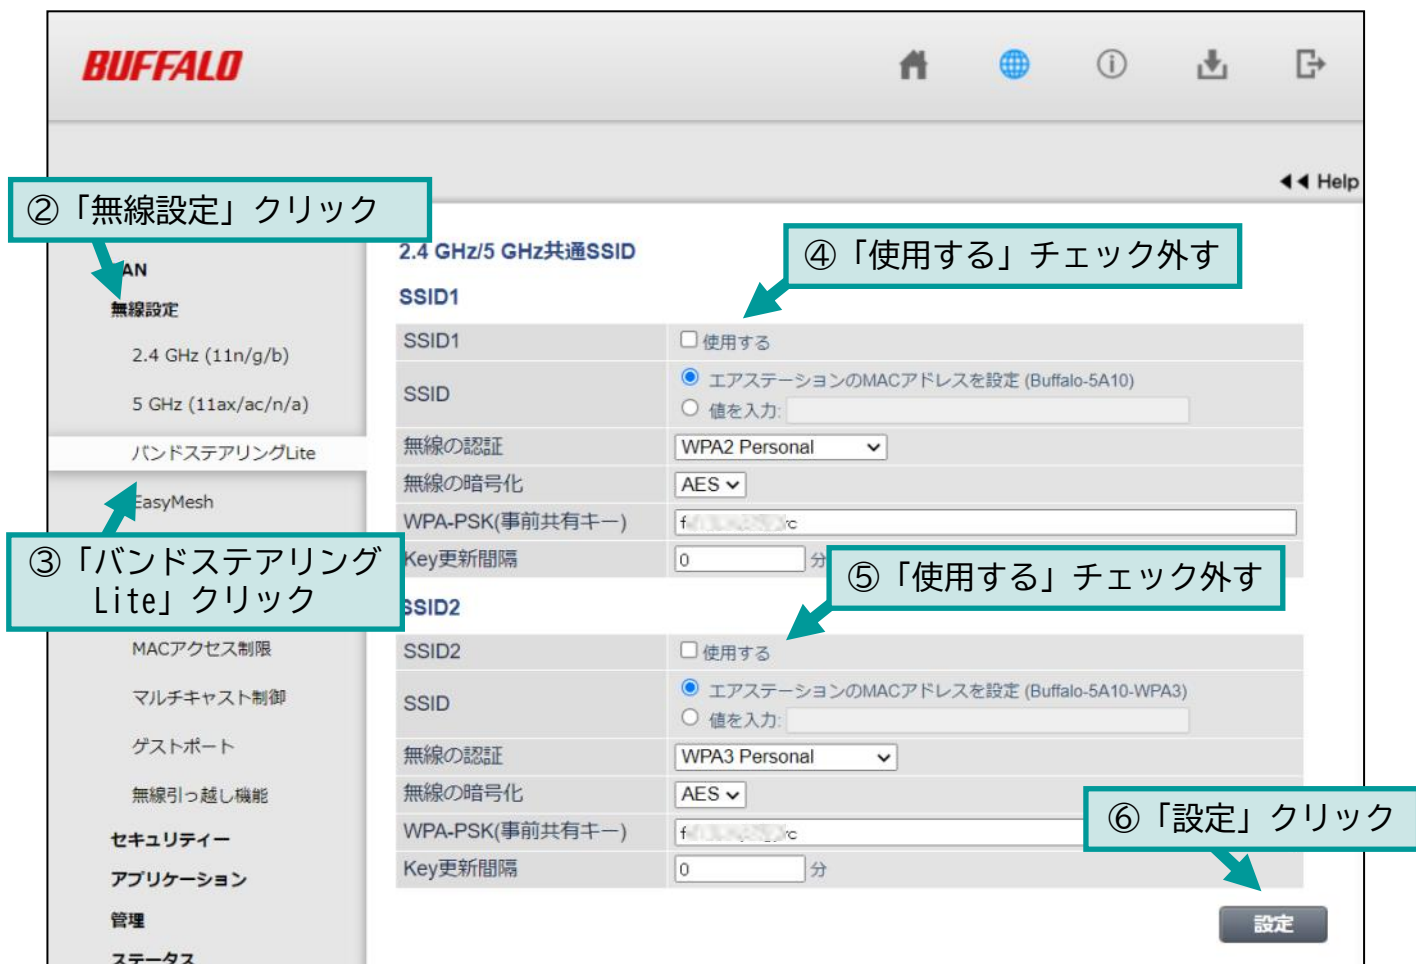 BUFFALO
Help
②「無線設定」クリック
AN
無線設定
2.4 GHz (11n/g/b)
5 GHz (11ax/ac/n/a)
バンドステアリングLite
EasyMesh
③「バンドステアリング
Lite」クリック
MACアクセス制限
マルチキャスト制御
ゲストポート
無線引っ越し機能
セキュリティー
アプリケーション
管理
ステータス
2.4 GHz/5 GHz共通SSID
④「使用する」チェック外す
SSID1
SSID1 使用する
SSID エアステーションのMACアドレスを設定 (Buffalo-5A10)
値を入力:
無線の認証 WPA2 Personal
無線の暗号化 AES
WPA-PSK(事前共有キー)
Key更新間隔 0 分
⑤「使用する」チェック外す
SSID2
SSID2 使用する
SSID エアステーションのMACアドレスを設定 (Buffalo-5A10-WPA3)
値を入力:
無線の認証 WPA3 Personal
無線の暗号化 AES
WPA-PSK(事前共有キー)
Key更新間隔 0 分
⑥「設定」クリック
設定